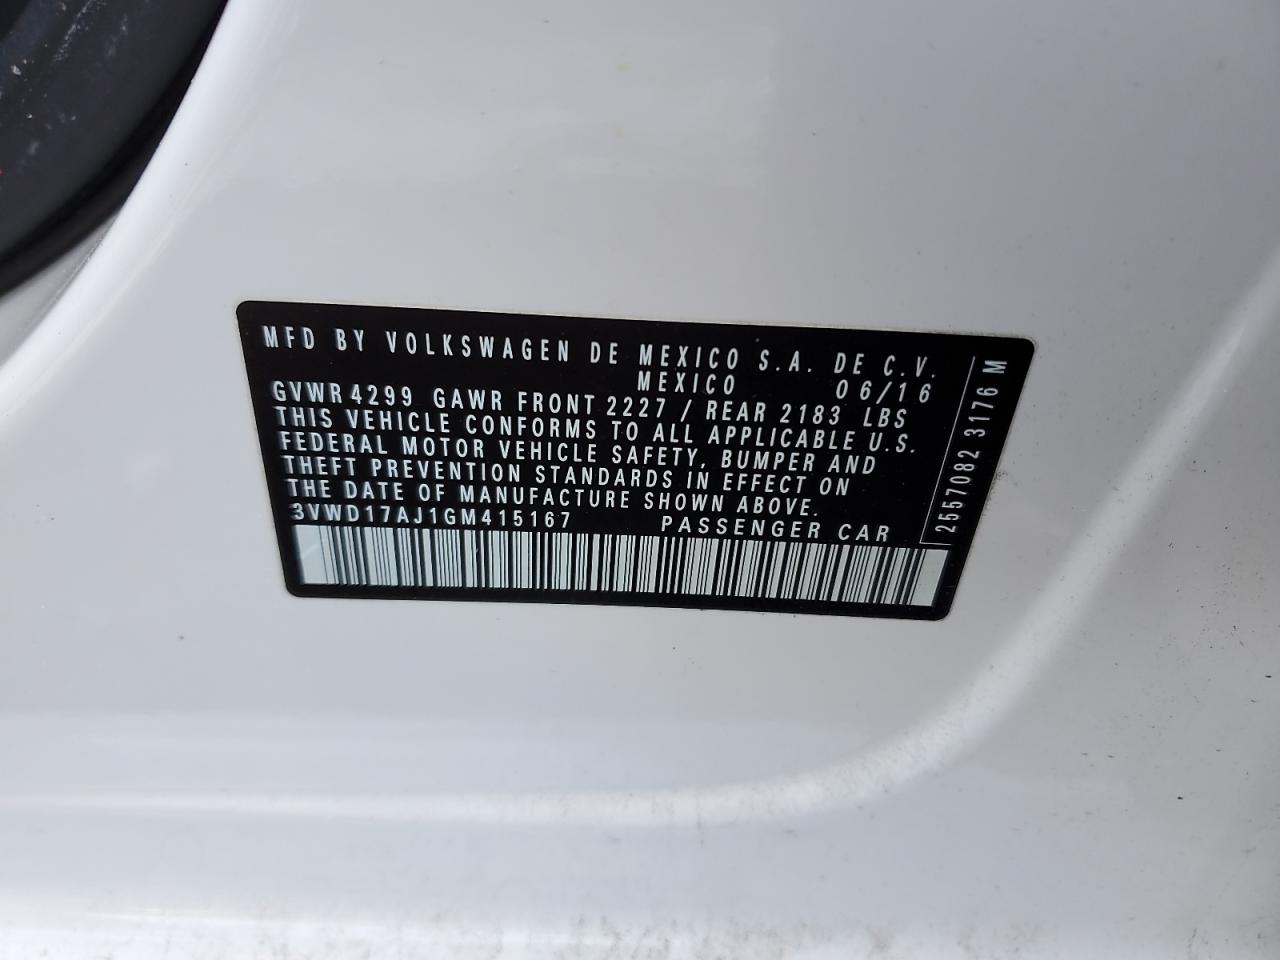 MFD BY VOLKSWAGEN DE MEXICO S.A. DE C.V.
MEXICO 06/16
GVWR 4299 GAWR FRONT 2227 / REAR 2183 LBS
THIS VEHICLE CONFORMS TO ALL APPLICABLE U.S.
FEDERAL MOTOR VEHICLE SAFETY, BUMPER AND
THEFT PREVENTION STANDARDS IN EFFECT ON
THE DATE OF MANUFACTURE SHOWN ABOVE.
3VWD17AJ1GM415167 PASSENGER CAR
2557082 3176 M